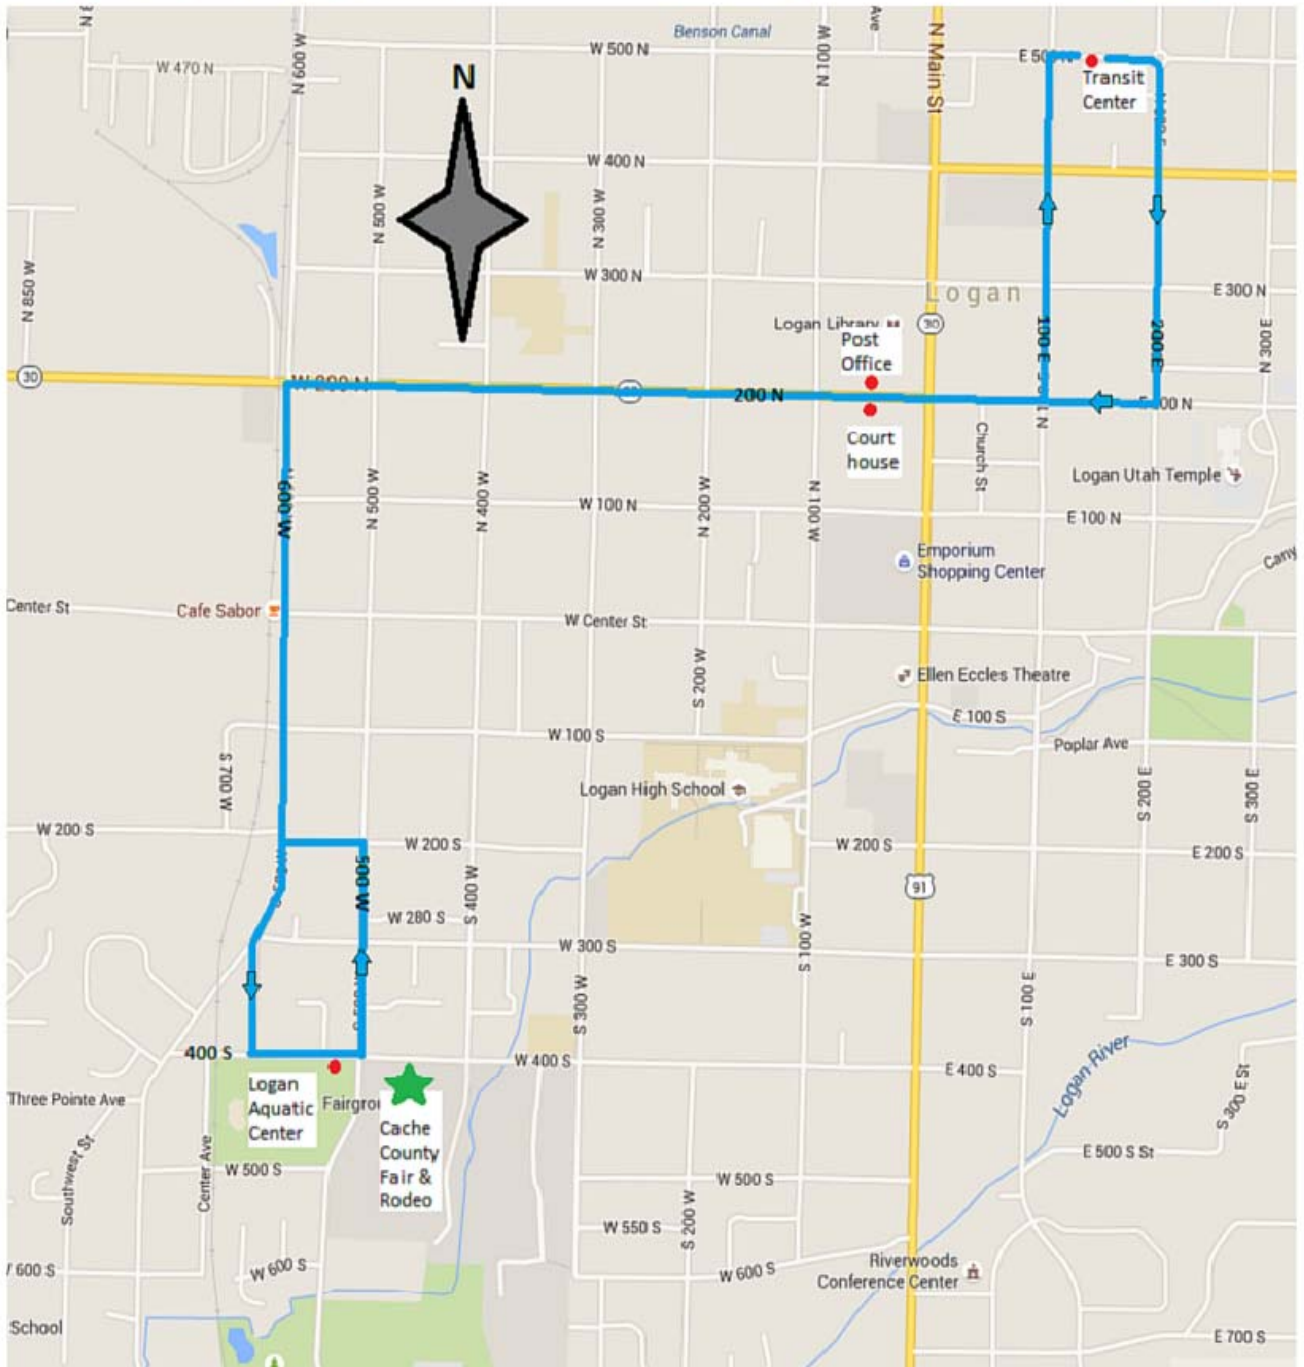 N 8
W 470 N
N 600 W
N
W 500 N
Benson Canal
N 100 W
Ave
N Main St
Transit
Center
W 400 N
N 500 W
N 300 W
N 850 W
W 300 N
Logan
E 300 N
30
Logan Library
Post
Office
30
100 E
200 E
N 300 E
W 200 N
200 N
Court
house
Church St
Logan Utah Temple
600 W
N 500 W
N 400 W
W 100 N
N 200 W
N 100 W
E 100 N
Emporium
Shopping Center
Center St
Cafe Sabor
W Center St
S 200 W
Ellen Eccles Theatre
E 100 S
W 100 S
Poplar Ave
S 700 W
Logan High School
S 200 E
S 300 E
W 200 S
W 200 S
W 200 S
E 200 S
500 W
S 400 W
91
W 280 S
W 300 S
S 100 W
E 300 S
S 300 W
S 100 E
400 S
W 400 S
E 400 S
Logan River
Three Pointe Ave
Logan
Aquatic
Center
Cache
County
Fair &
Rodeo
S 300 E St
Southwest St
Center Ave
W 500 S
W 500 S
E 500 S St
W 550 S
S 200 W
W 600 S
W 600 S
Riverwoods
Conference Center
School
E 700 S